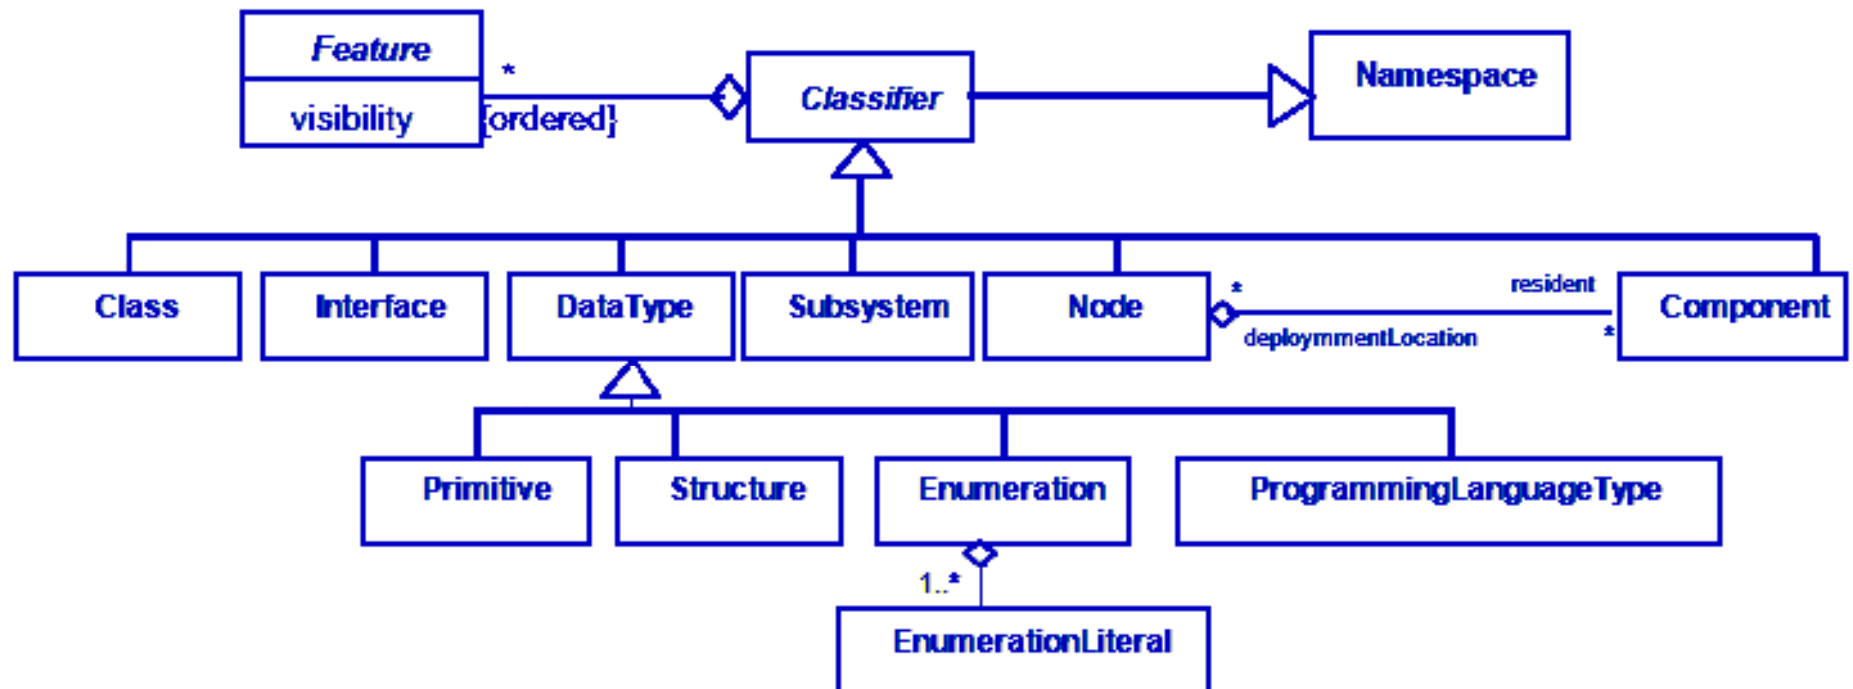 Feature
visibility
*
{ordered}
Classifier
Namespace
Class
Interface
DataType
Subsystem
Node
*
deploymmentLocation
resident
*
Component
Primitive
Structure
Enumeration
ProgrammingLanguageType
1..*
EnumerationLiteral